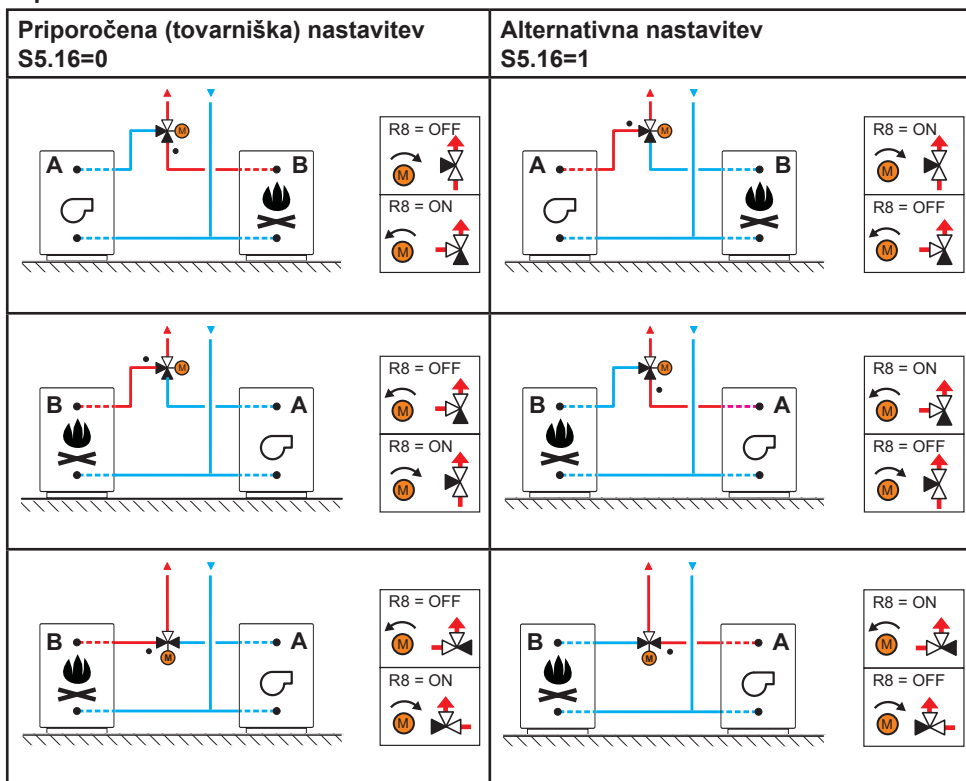 Priporočena (tovarniška) nastavitev
S5.16=0
Alternativna nastavitev
S5.16=1
A
M
B
R8 = OFF
M
R8 = ON
M
A
M
B
R8 = ON
M
R8 = OFF
M
B
M
A
R8 = OFF
M
R8 = ON
M
B
M
A
R8 = ON
M
R8 = OFF
M
B
M
A
R8 = OFF
M
R8 = ON
M
B
M
A
R8 = ON
M
R8 = OFF
M